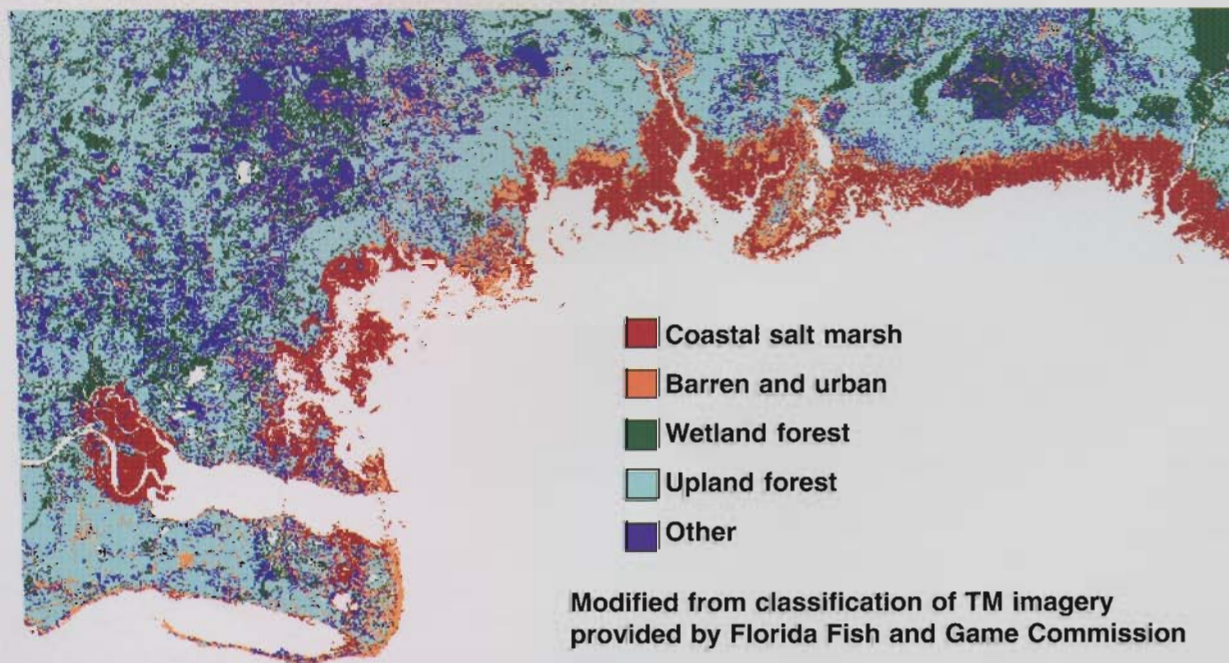 Coastal salt marsh
Barren and urban
Wetland forest
Upland forest
Other
Modified from classification of TM imagery
provided by Florida Fish and Game Commission